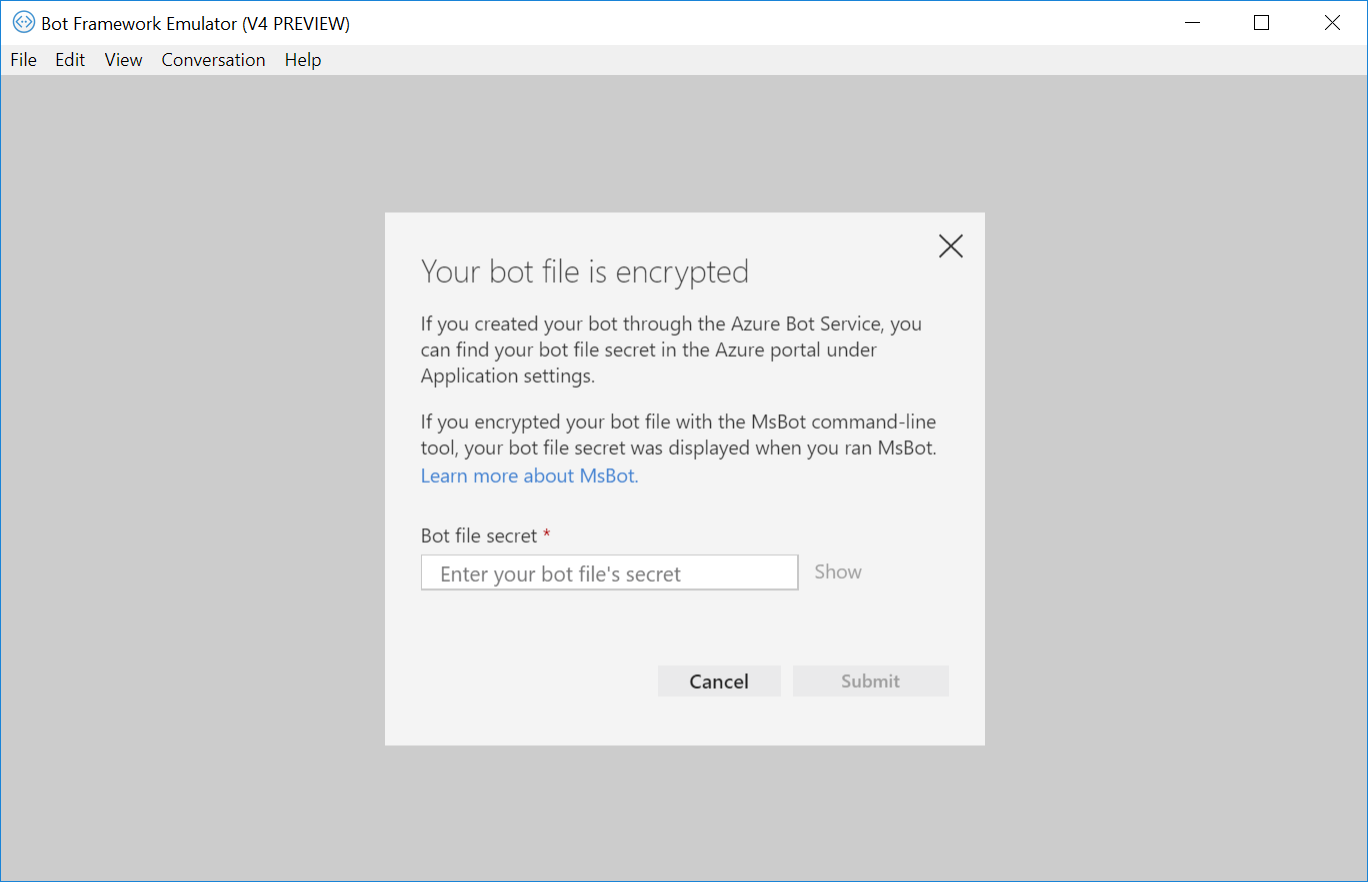 Bot Framework Emulator (V4 PREVIEW)
File Edit View Conversation Help
Your bot file is encrypted
If you created your bot through the Azure Bot Service, you
can find your bot file secret in the Azure portal under
Application settings.
If you encrypted your bot file with the MsBot command-line
tool, your bot file secret was displayed when you ran MsBot.
Learn more about MsBot.
Bot file secret *
Enter your bot file's secret Show
Cancel Submit